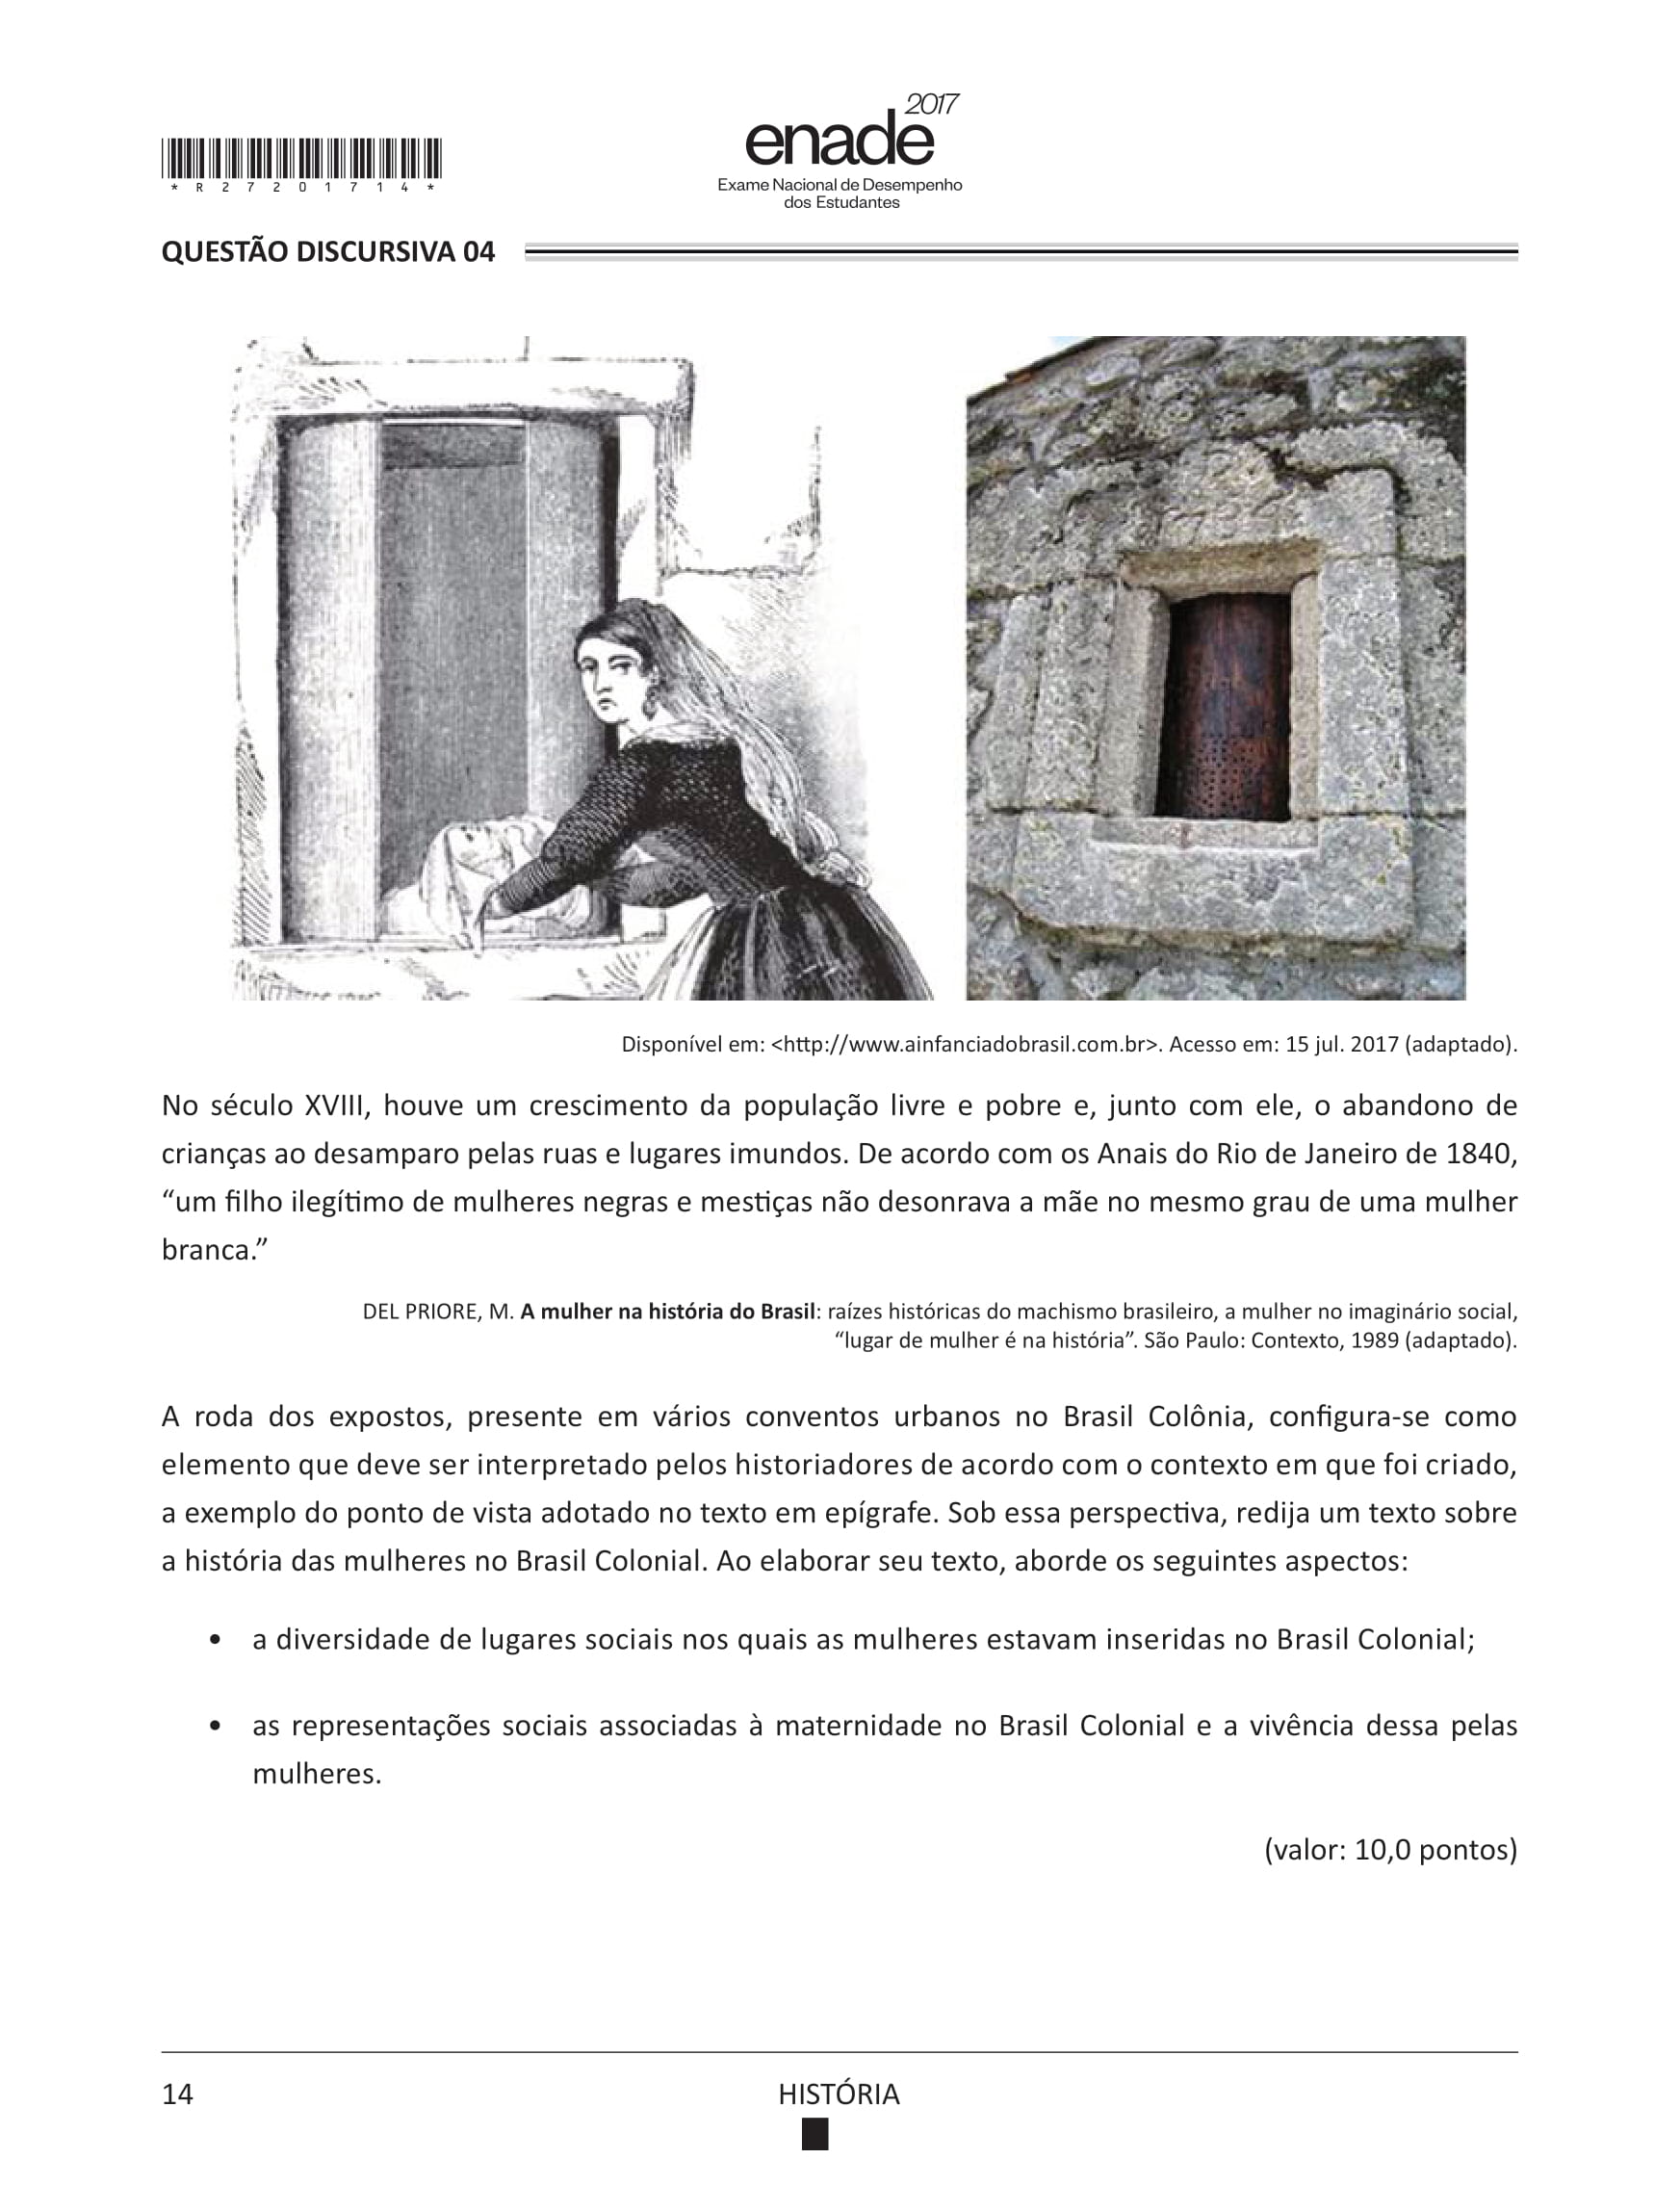 2017
enade
Exame Nacional de Desempenho
dos Estudantes
*R27201714*
QUESTÃO DISCURSIVA 04
Disponível em: <http://www.ainfanciadobrasil.com.br>. Acesso em: 15 jul. 2017 (adaptado).
No século XVIII, houve um crescimento da população livre e pobre e, junto com ele, o abandono de
crianças ao desamparo pelas ruas e lugares imundos. De acordo com os Anais do Rio de Janeiro de 1840,
“um filho ilegítimo de mulheres negras e mestiças não desonrava a mãe no mesmo grau de uma mulher
branca.”
DEL PRIORE, M. A mulher na história do Brasil: raízes históricas do machismo brasileiro, a mulher no imaginário social,
“lugar de mulher é na história”. São Paulo: Contexto, 1989 (adaptado).
A roda dos expostos, presente em vários conventos urbanos no Brasil Colônia, configura-se como
elemento que deve ser interpretado pelos historiadores de acordo com o contexto em que foi criado,
a exemplo do ponto de vista adotado no texto em epígrafe. Sob essa perspectiva, redija um texto sobre
a história das mulheres no Brasil Colonial. Ao elaborar seu texto, aborde os seguintes aspectos:
• a diversidade de lugares sociais nos quais as mulheres estavam inseridas no Brasil Colonial;
• as representações sociais associadas à maternidade no Brasil Colonial e a vivência dessa pelas
mulheres.
(valor: 10,0 pontos)
14
HISTÓRIA